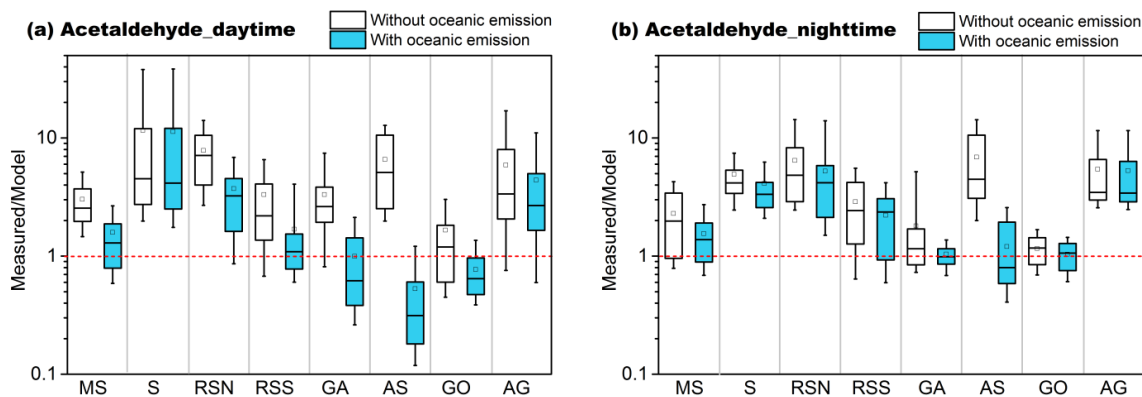 (a) Acetaldehyde_daytime
Without oceanic emission
With oceanic emission
Measured/Model
10
1
0.1
MS S RSN RSS GA AS GO AG
(b) Acetaldehyde_nighttime
Without oceanic emission
With oceanic emission
Measured/Model
10
1
0.1
MS S RSN RSS GA AS GO AG